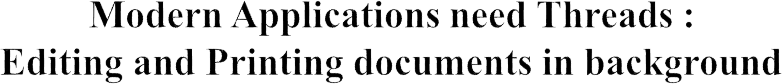 Modern Applications need Threads :
Editing and Printing documents in background